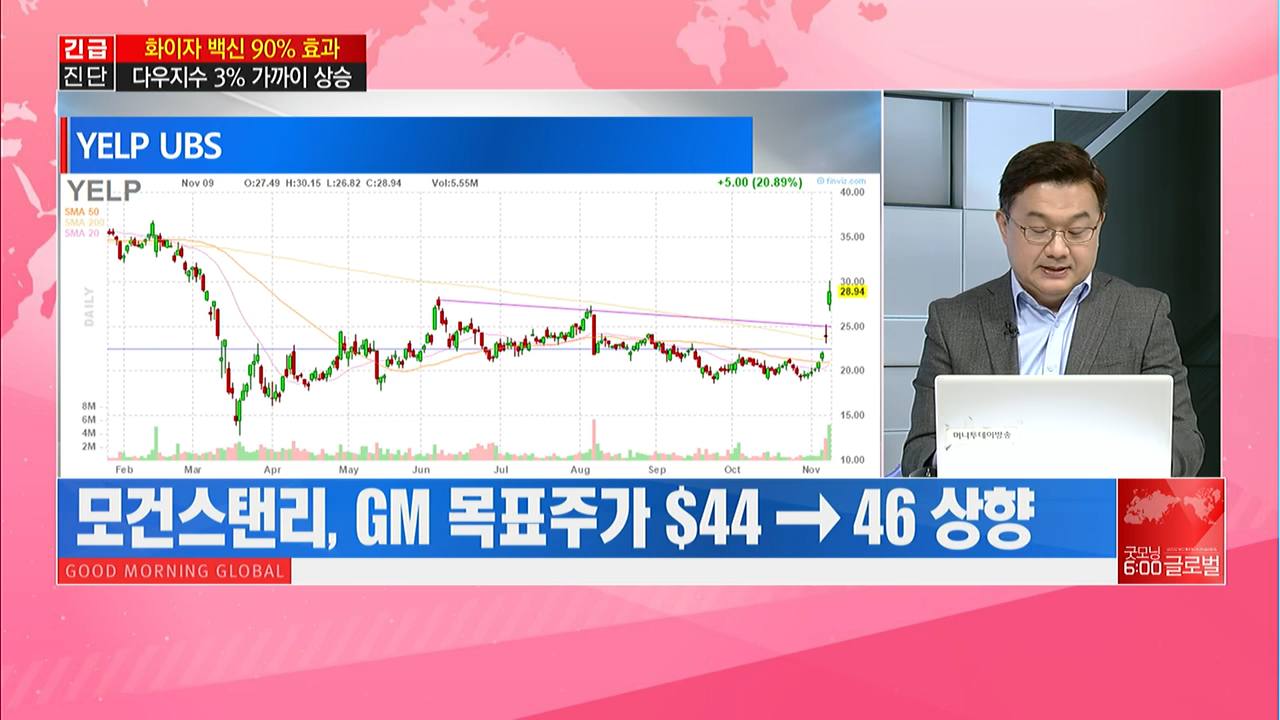 긴급
진단
화이자 백신 90% 효과
다우지수 3% 가까이 상승
YELP UBS
YELP
Nov 09 O:27.49 H:30.15 L:26.82 C:28.94 Vol:5.55M +5.00 (20.89%) © finviz.com
SMA 50
SMA 200
SMA 20
DAILY
40.00
35.00
30.00
28.94
25.00
20.00
15.00
10.00
8M
6M
4M
2M
Feb Mar Apr May Jun Jul Aug Sep Oct Nov
머니투데이방송
모건스탠리, GM 목표주가 $44 → 46 상향
GOOD MORNING GLOBAL
굿모닝
6:00 글로벌